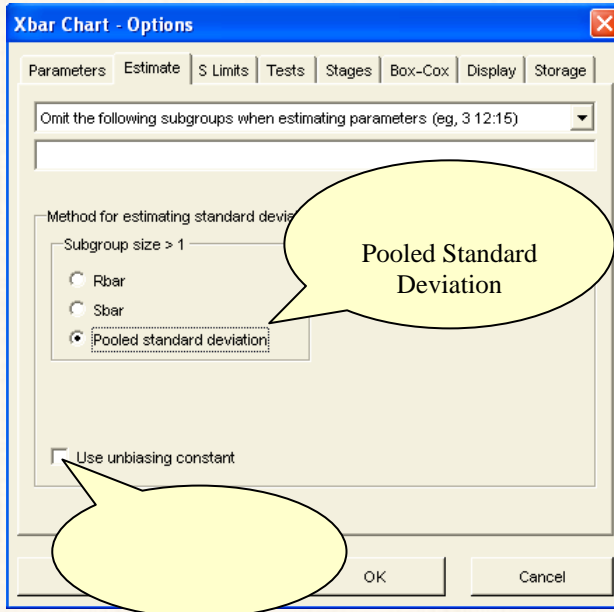 Xbar Chart - Options
Parameters Estimate S Limits Tests Stages Box-Cox Display Storage
Omit the following subgroups when estimating parameters (eg, 3 12:15)
Method for estimating standard
Subgroup size > 1
Rbar
Sbar
Pooled standard deviation
Pooled Standard
Deviation
Use unbiasing constant
OK Cancel